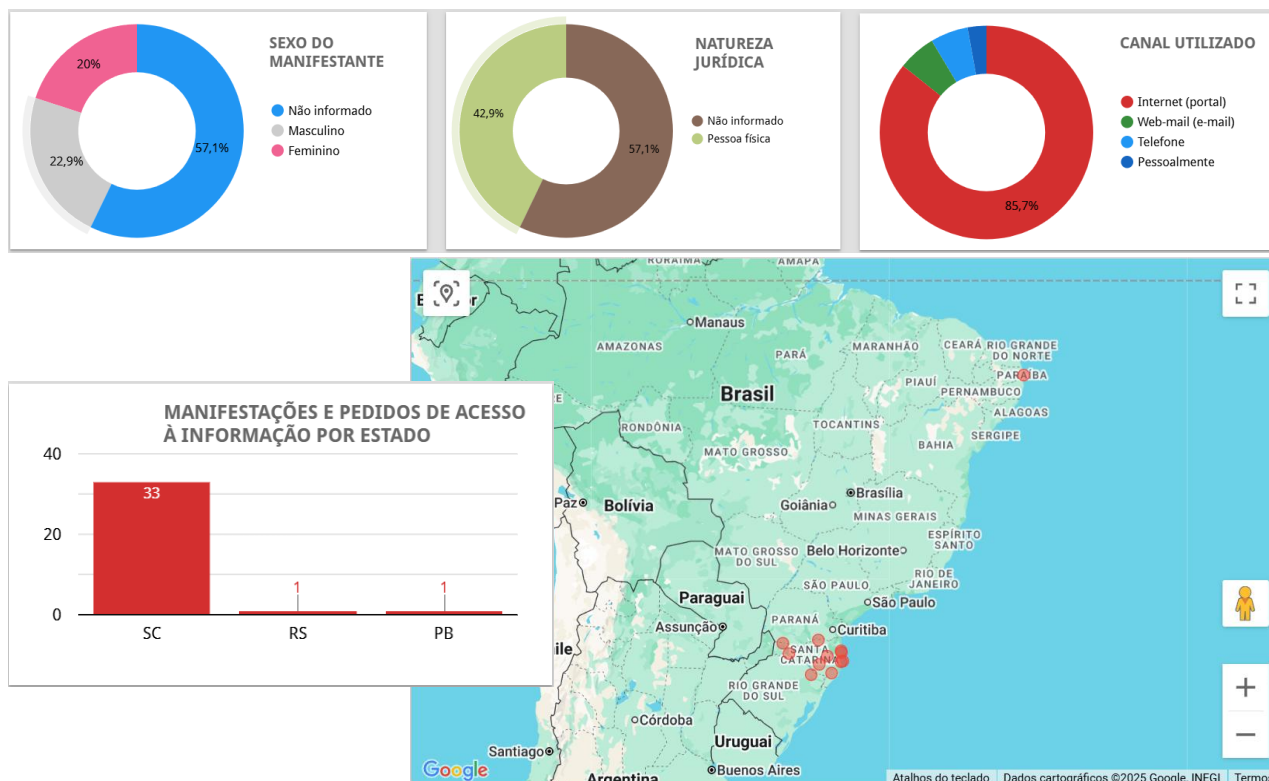 SEXO DO
MANIFESTANTE
20%
22,9%
57,1%
Não informado
Masculino
Feminino
NATUREZA
JURÍDICA
42,9%
57,1%
Não informado
Pessoa física
CANAL UTILIZADO
85,7%
Internet (portal)
Web-mail (e-mail)
Telefone
Pessoalmente
MANIFESTAÇÕES E PEDIDOS DE ACESSO
À INFORMAÇÃO POR ESTADO
40
20
0
33
1
1
SC
RS
PB
RORAIMA
AMAPÁ
Manaus
AMAZONAS
PARÁ
MARANHÃO
CEARÁ
RIO GRANDE
DO NORTE
PARAÍBA
PIAUÍ
PERNAMBUCO
ALAGOAS
Brasil
RE
RONDÔNIA
TOCANTINS
SERGIPE
BAHIA
MATO GROSSO
Paz
Bolívia
Brasília
Goiânia
MINAS GERAIS
ESPÍRITO
SANTO
MATO GROSSO
DO SUL
Belo Horizonte
RIO DE
JANEIRO
SÃO PAULO
São Paulo
Paraguai
Assunção
PARANÁ
Curitiba
ile
SANTA
CATARINA
RIO GRANDE
DO SUL
Córdoba
Santiago
Uruguai
Buenos Aires
Argentina
Google
Atalhos do teclado
Dados cartográficos ©2025 Google, INEGI
Termos